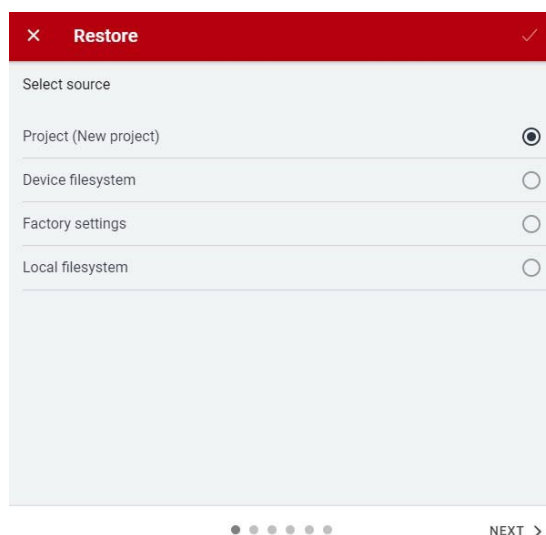 Restore
Select source
Project (New project)
Device filesystem
Factory settings
Local filesystem
NEXT